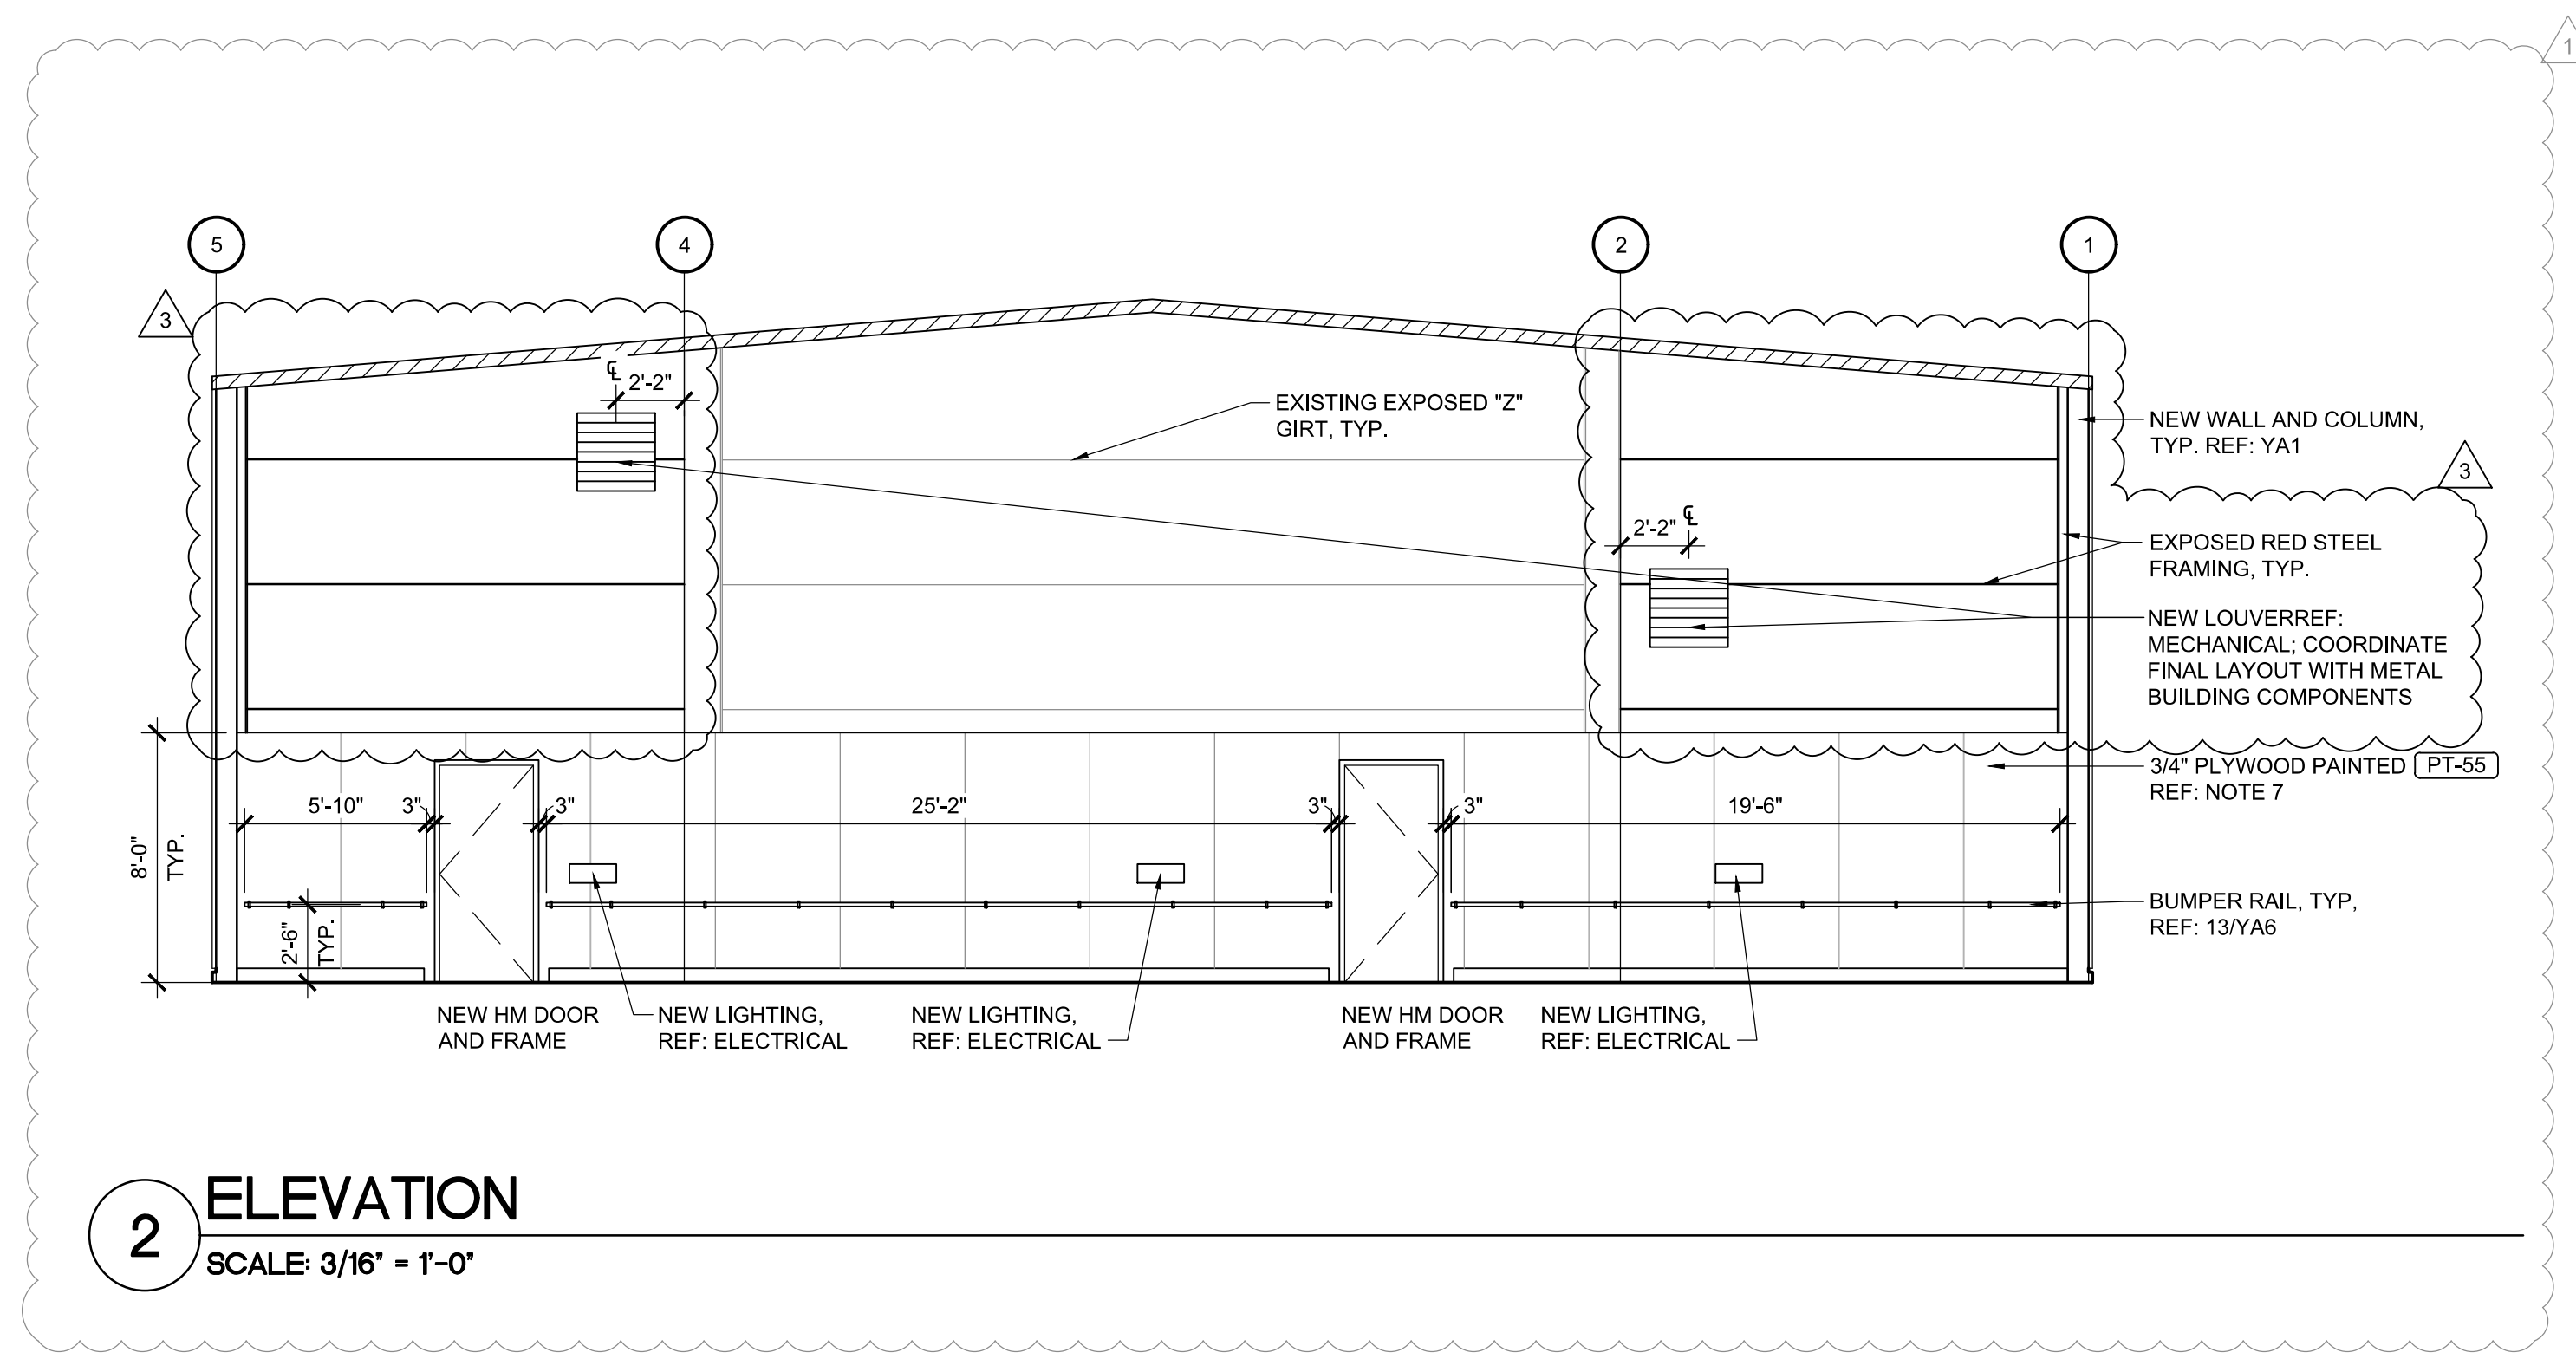 1
5
4
2
1
3
℄
2'-2"
EXISTING EXPOSED "Z"
GIRT, TYP.
NEW WALL AND COLUMN,
TYP. REF: YA1
3
2'-2"
℄
EXPOSED RED STEEL
FRAMING, TYP.
NEW LOUVERREF:
MECHANICAL; COORDINATE
FINAL LAYOUT WITH METAL
BUILDING COMPONENTS
3/4" PLYWOOD PAINTED PT-55
REF: NOTE 7
5'-10"
3"
3"
25'-2"
3"
3"
19'-6"
8'-0"
TYP.
2'-6"
TYP.
BUMPER RAIL, TYP,
REF: 13/YA6
NEW HM DOOR
AND FRAME
NEW LIGHTING,
REF: ELECTRICAL
NEW LIGHTING,
REF: ELECTRICAL
NEW HM DOOR
AND FRAME
NEW LIGHTING,
REF: ELECTRICAL
2
ELEVATION
SCALE: 3/16" = 1'-0"